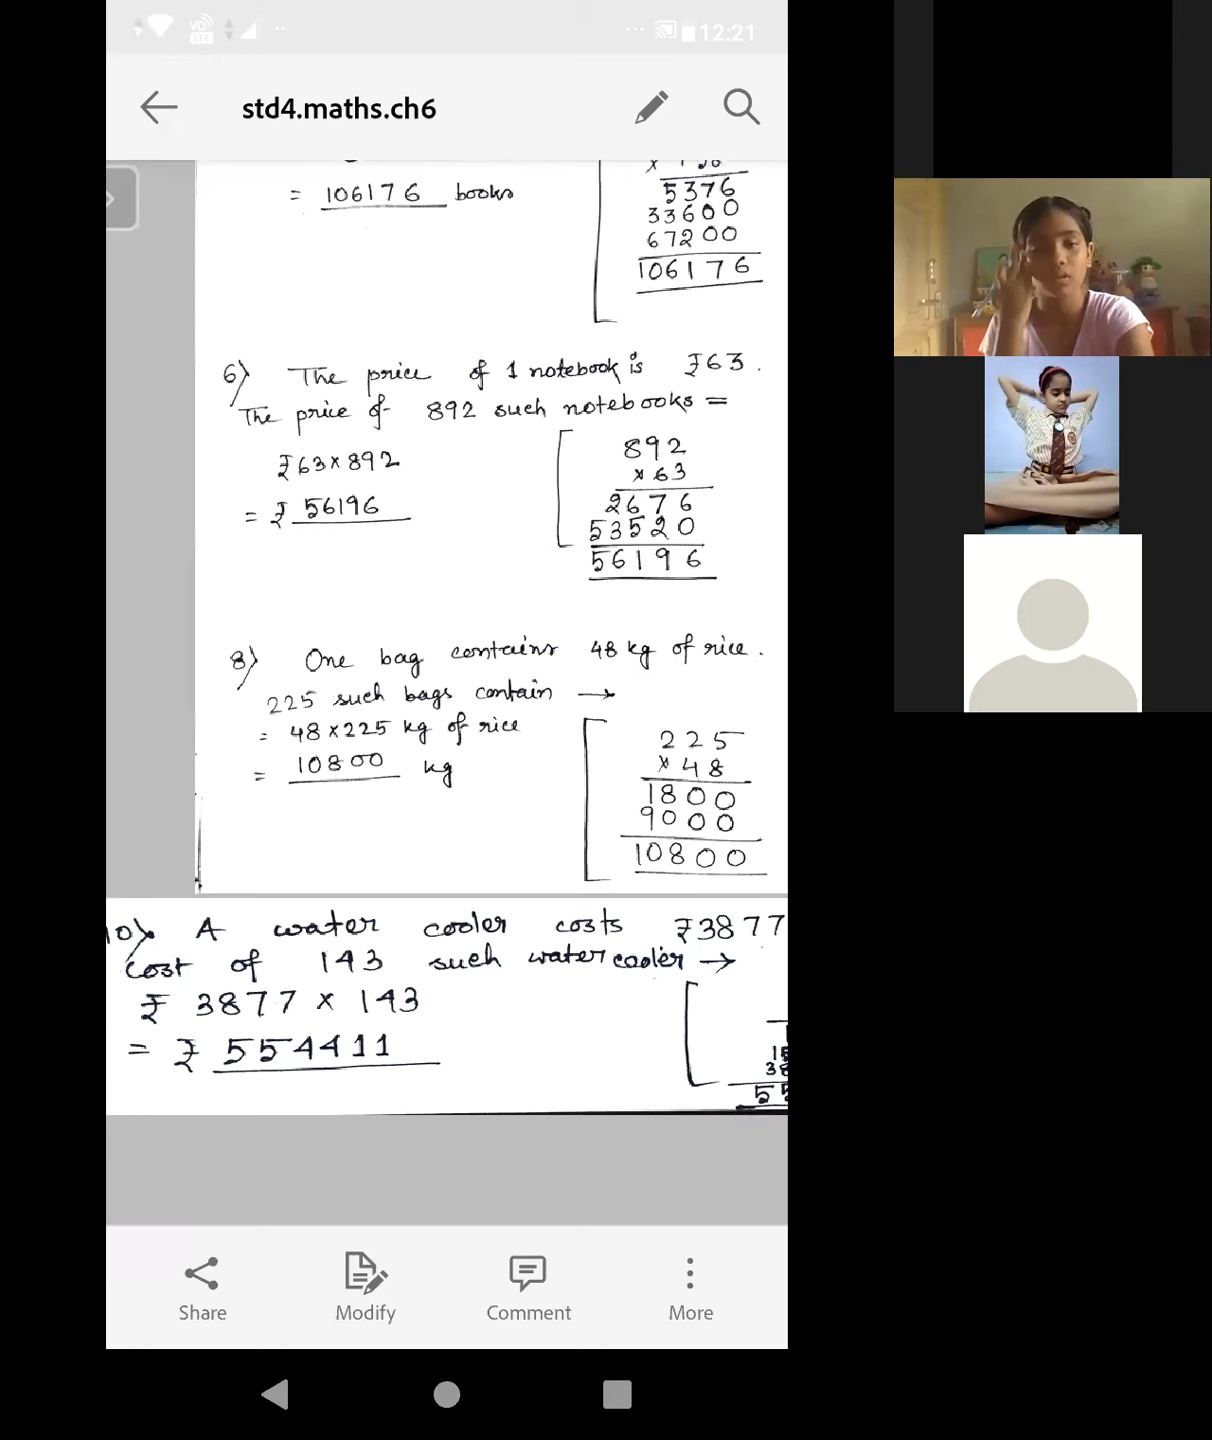 VO
LTE
12:21
std4.maths.ch6
= 106176 books
5376
33600
67200
106176
6) The price of 1 notebook is ₹63.
The price of 892 such notebooks =
₹63×892
= ₹ 56196
892
×63
2676
53520
56196
8) One bag contains 48 kg of rice.
225 such bags contain →
= 48×225 kg of rice
= 10800 kg
225
×48
1800
9000
10800
10) A water cooler costs ₹3877
Cost of 143 such water cooler →
₹ 3877 × 143
= ₹ 554411
Share
Modify
Comment
More